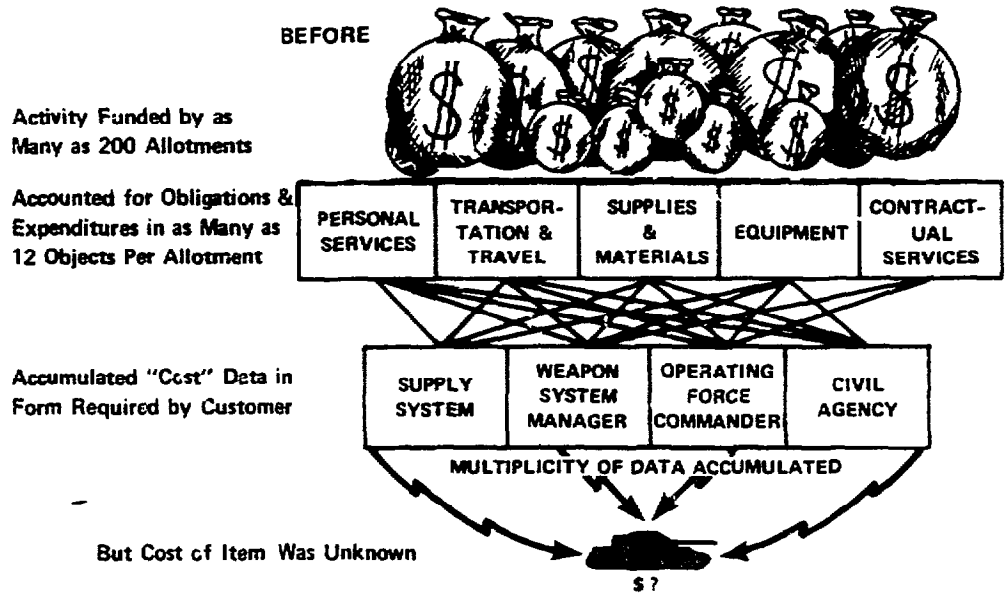 BEFORE
$ $ $ $ $ $ $ $ $ $
Activity Funded by as
Many as 200 Allotments
Accounted for Obligations &
Expenditures in as Many as
12 Objects Per Allotment
PERSONAL
SERVICES
TRANSPOR-
TATION &
TRAVEL
SUPPLIES
&
MATERIALS
EQUIPMENT
CONTRACT-
UAL
SERVICES
Accumulated "Cost" Data in
Form Required by Customer
SUPPLY
SYSTEM
WEAPON
SYSTEM
MANAGER
OPERATING
FORCE
COMMANDER
CIVIL
AGENCY
MULTIPLICITY OF DATA ACCUMULATED
But Cost of Item Was Unknown
$ ?